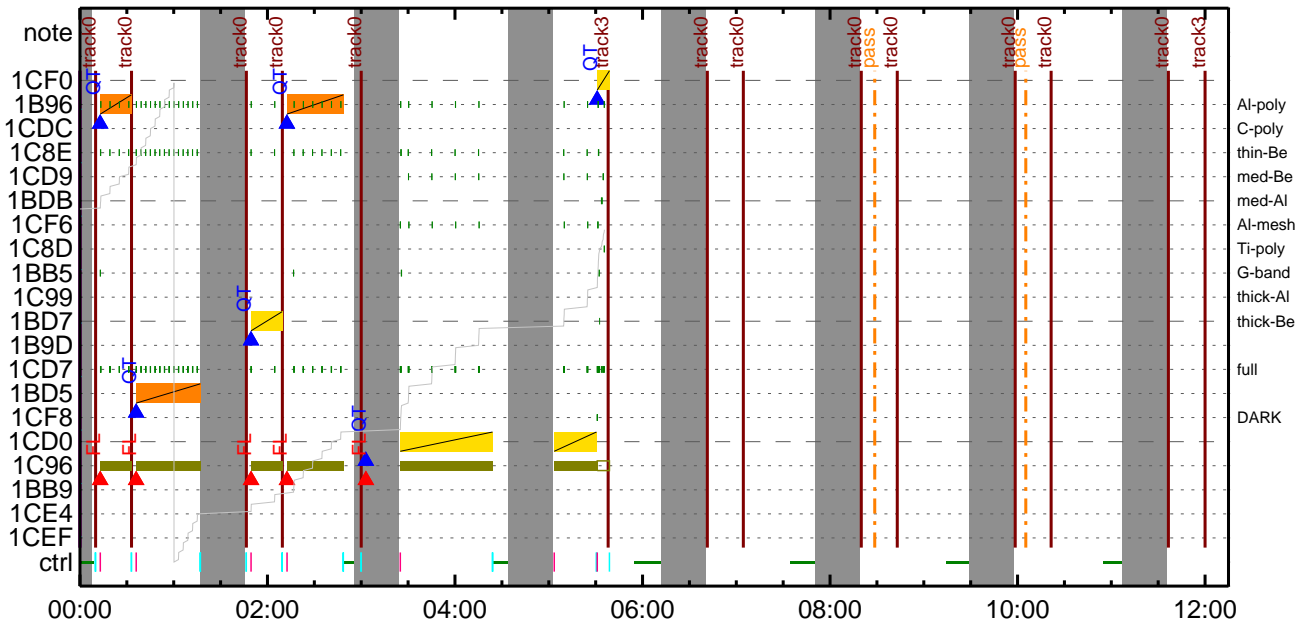 note track0 track0 track0 track0 track0 track3 track0 track0 track0 pass track0 track0 pass track0 track0 track3
1CF0 QT QT QT
1B96 Al-poly
1CDC C-poly
1C8E thin-Be
1CD9 med-Be
1BDB med-Al
1CF6 Al-mesh
1C8D Ti-poly
1BB5 G-band
1C99 QT thick-Al
1BD7 thick-Be
1B9D
1CD7 QT full
1BD5
1CF8 QT DARK
1CD0 FL FL FL FL FL
1C96
1BB9
1CE4
1CEF
ctrl
00:00 02:00 04:00 06:00 08:00 10:00 12:00